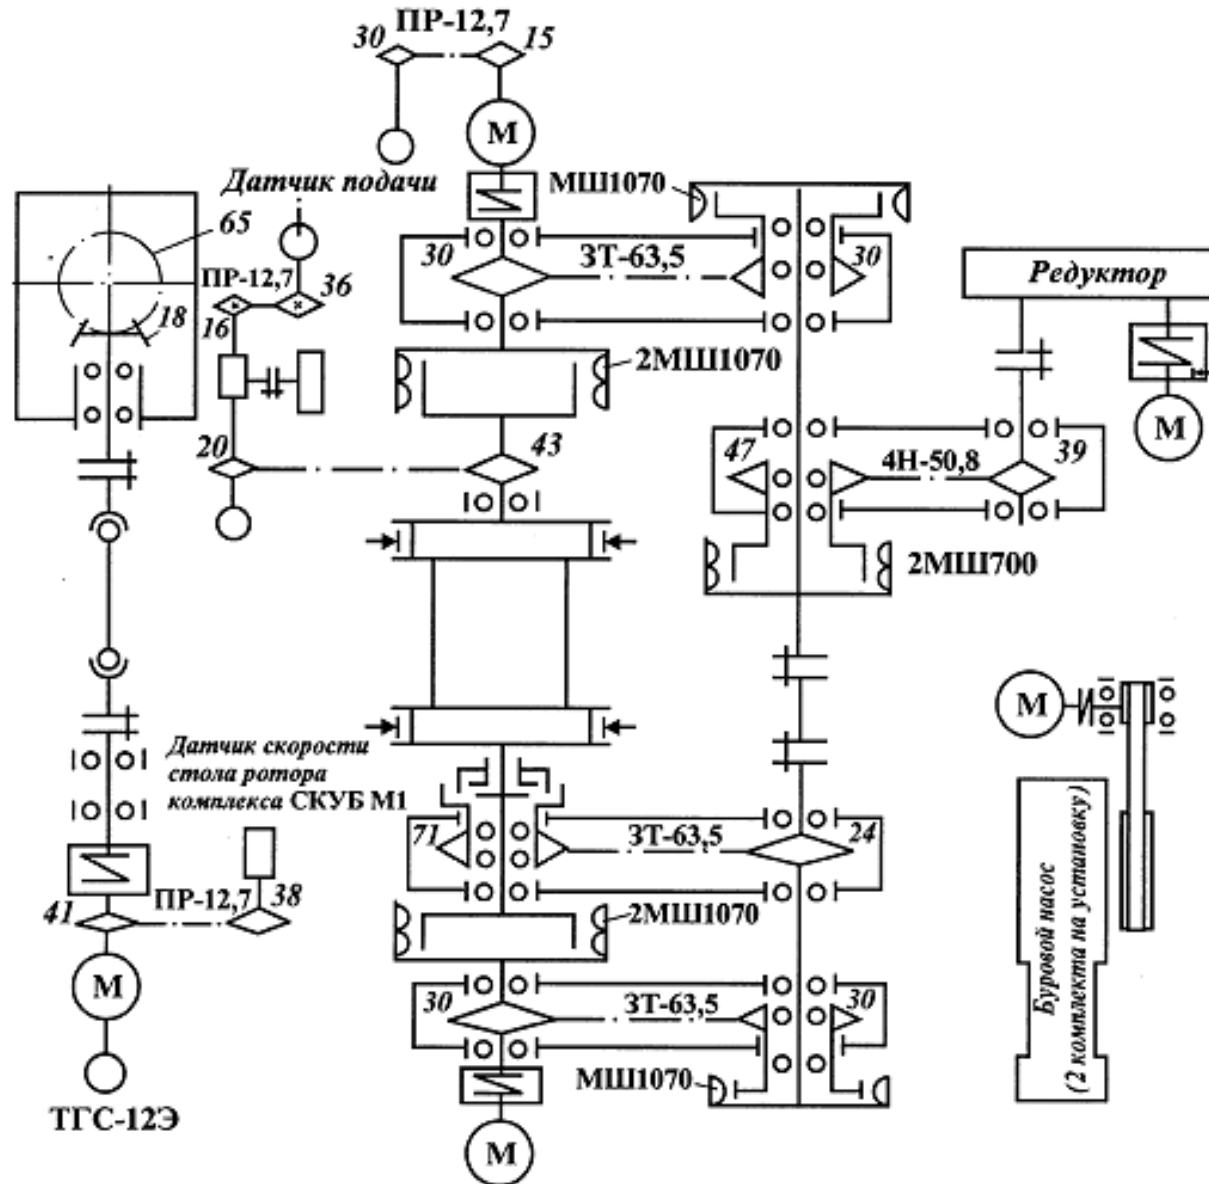 30 ПР-12,7 15
М
Датчик подачи
МШ1070
65
30
ЗТ-63,5
30
Редуктор
ПР-12,7
36
16
18
2МШ1070
М
20
43
47
4Н-50,8
39
2МШ700
М
Датчик скорости
стола ротора
комплекса СКУБ М1
71
ЗТ-63,5
24
41
ПР-12,7
38
2МШ1070
М
30
ЗТ-63,5
30
МШ1070
ТГС-12Э
М
Буровой насос
(2 комплекта на установку)